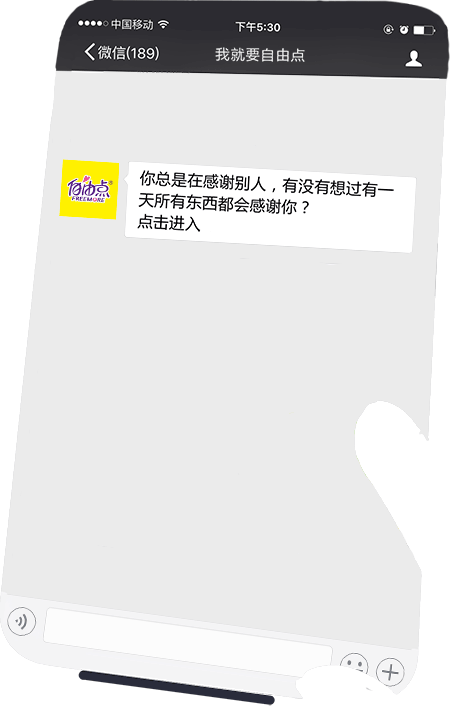 中国移动
下午5:30
微信(189)
我就要自由点
自由点
FREEMORE
你总是在感谢别人，有没有想过有一
天所有东西都会感谢你？
点击进入